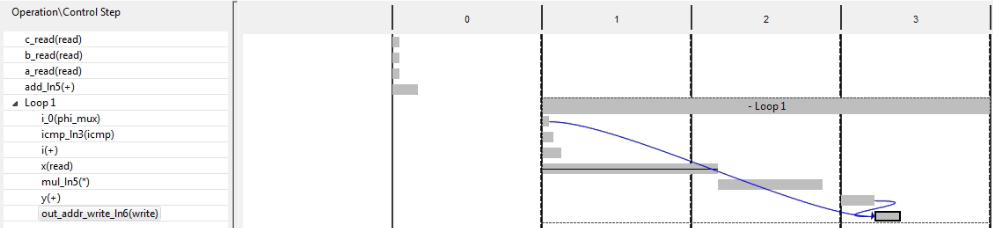 Operation\Control Step
0
1
2
3
c_read(read)
b_read(read)
a_read(read)
add_ln5(+)
Loop 1
- Loop 1
i_0(phi_mux)
icmp_ln3(icmp)
i(+)
x(read)
mul_ln5(*)
y(+)
out_addr_write_ln6(write)